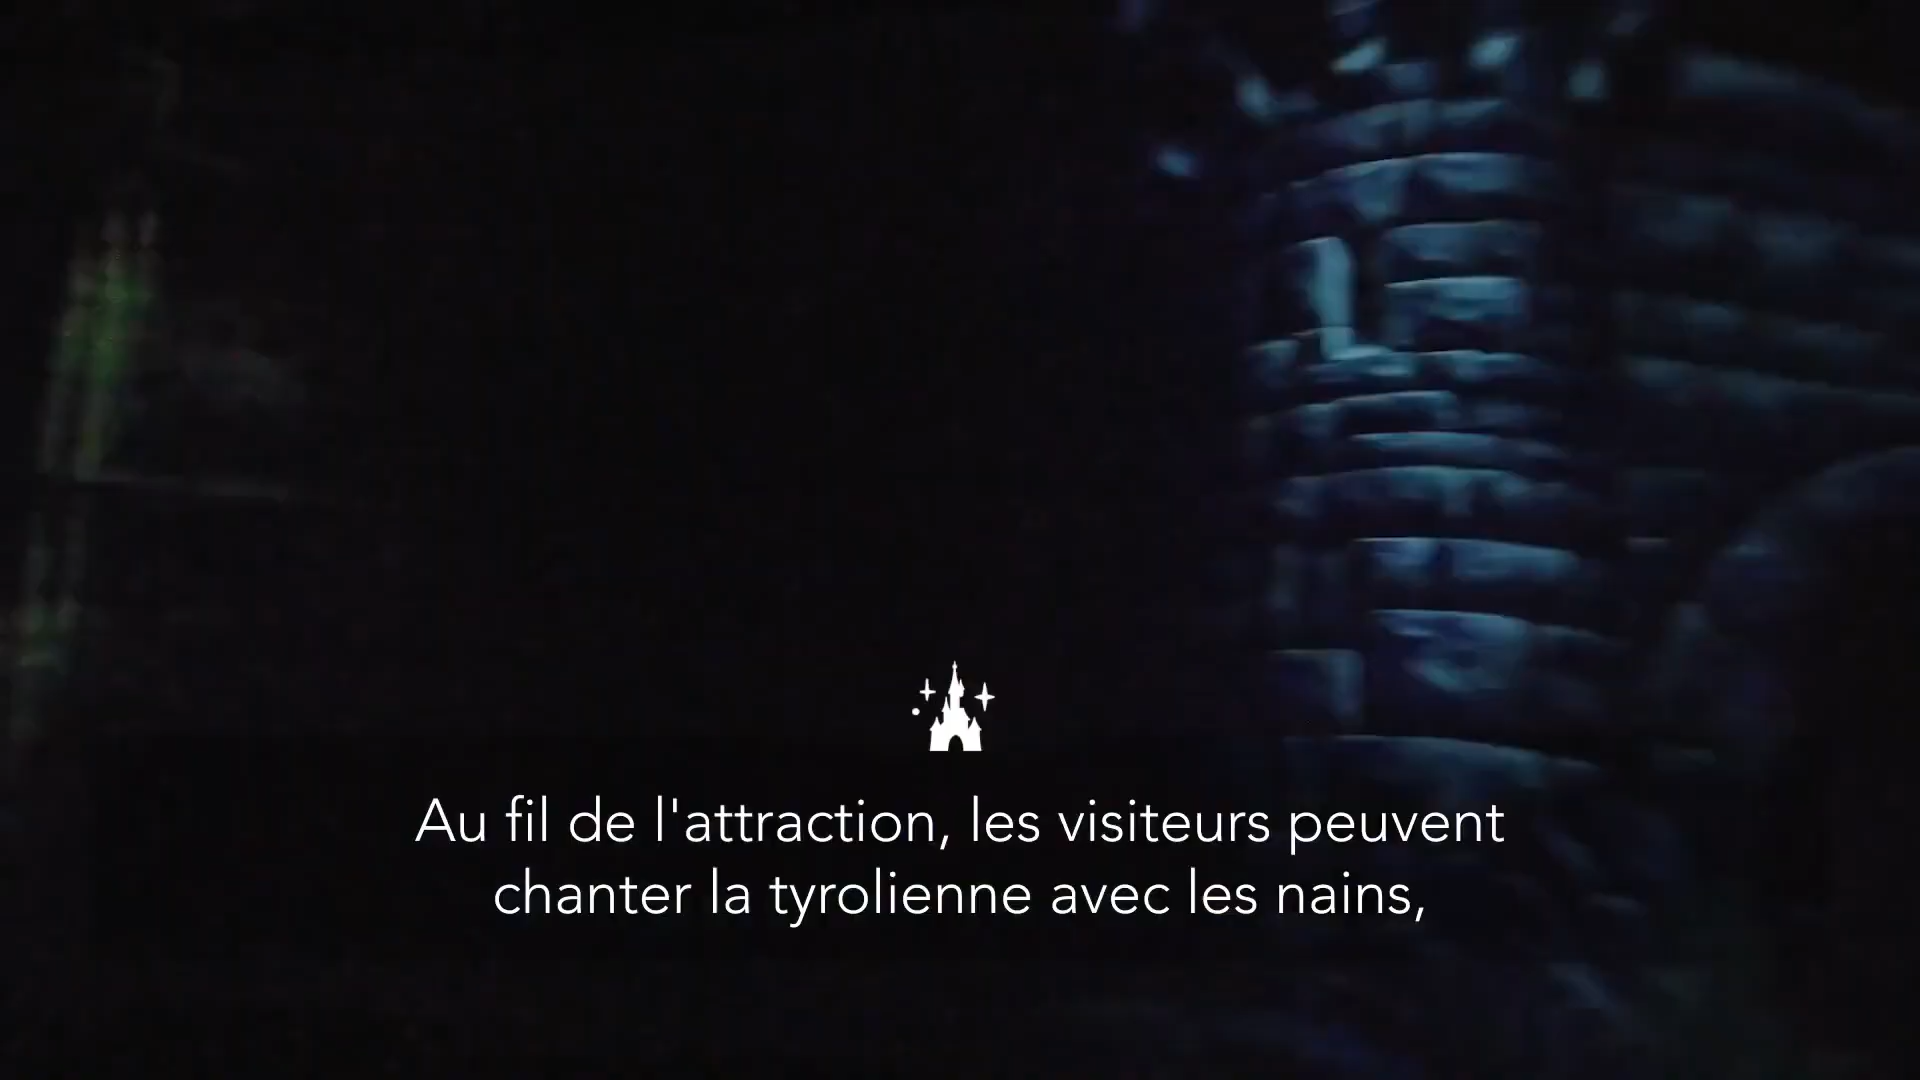 Au fil de l'attraction, les visiteurs peuvent
chanter la tyrolienne avec les nains,